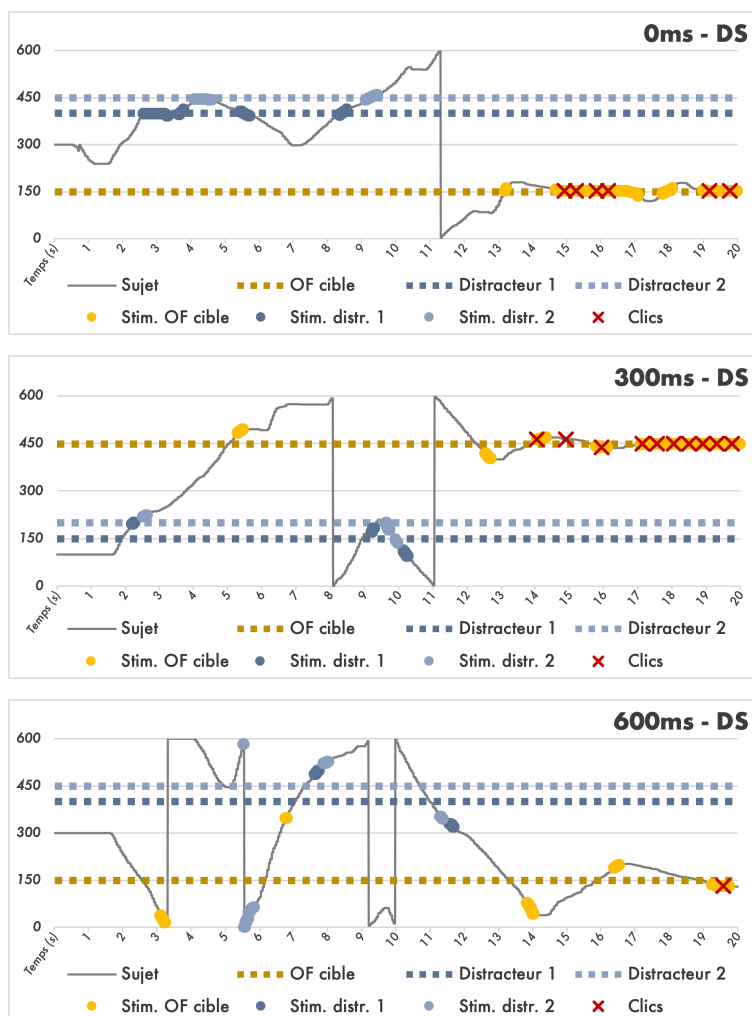 0ms - DS
600
450
300
150
0
Temps (s) 1 2 3 4 5 6 7 8 9 10 11 12 13 14 15 16 17 18 19 20
Sujet OF cible Distracteur 1 Distracteur 2
Stim. OF cible Stim. distr. 1 Stim. distr. 2 Clics
300ms - DS
600
450
300
150
0
Temps (s) 1 2 3 4 5 6 7 8 9 10 11 12 13 14 15 16 17 18 19 20
Sujet OF cible Distracteur 1 Distracteur 2
Stim. OF cible Stim. distr. 1 Stim. distr. 2 Clics
600ms - DS
600
450
300
150
0
Temps (s) 1 2 3 4 5 6 7 8 9 10 11 12 13 14 15 16 17 18 19 20
Sujet OF cible Distracteur 1 Distracteur 2
Stim. OF cible Stim. distr. 1 Stim. distr. 2 Clics